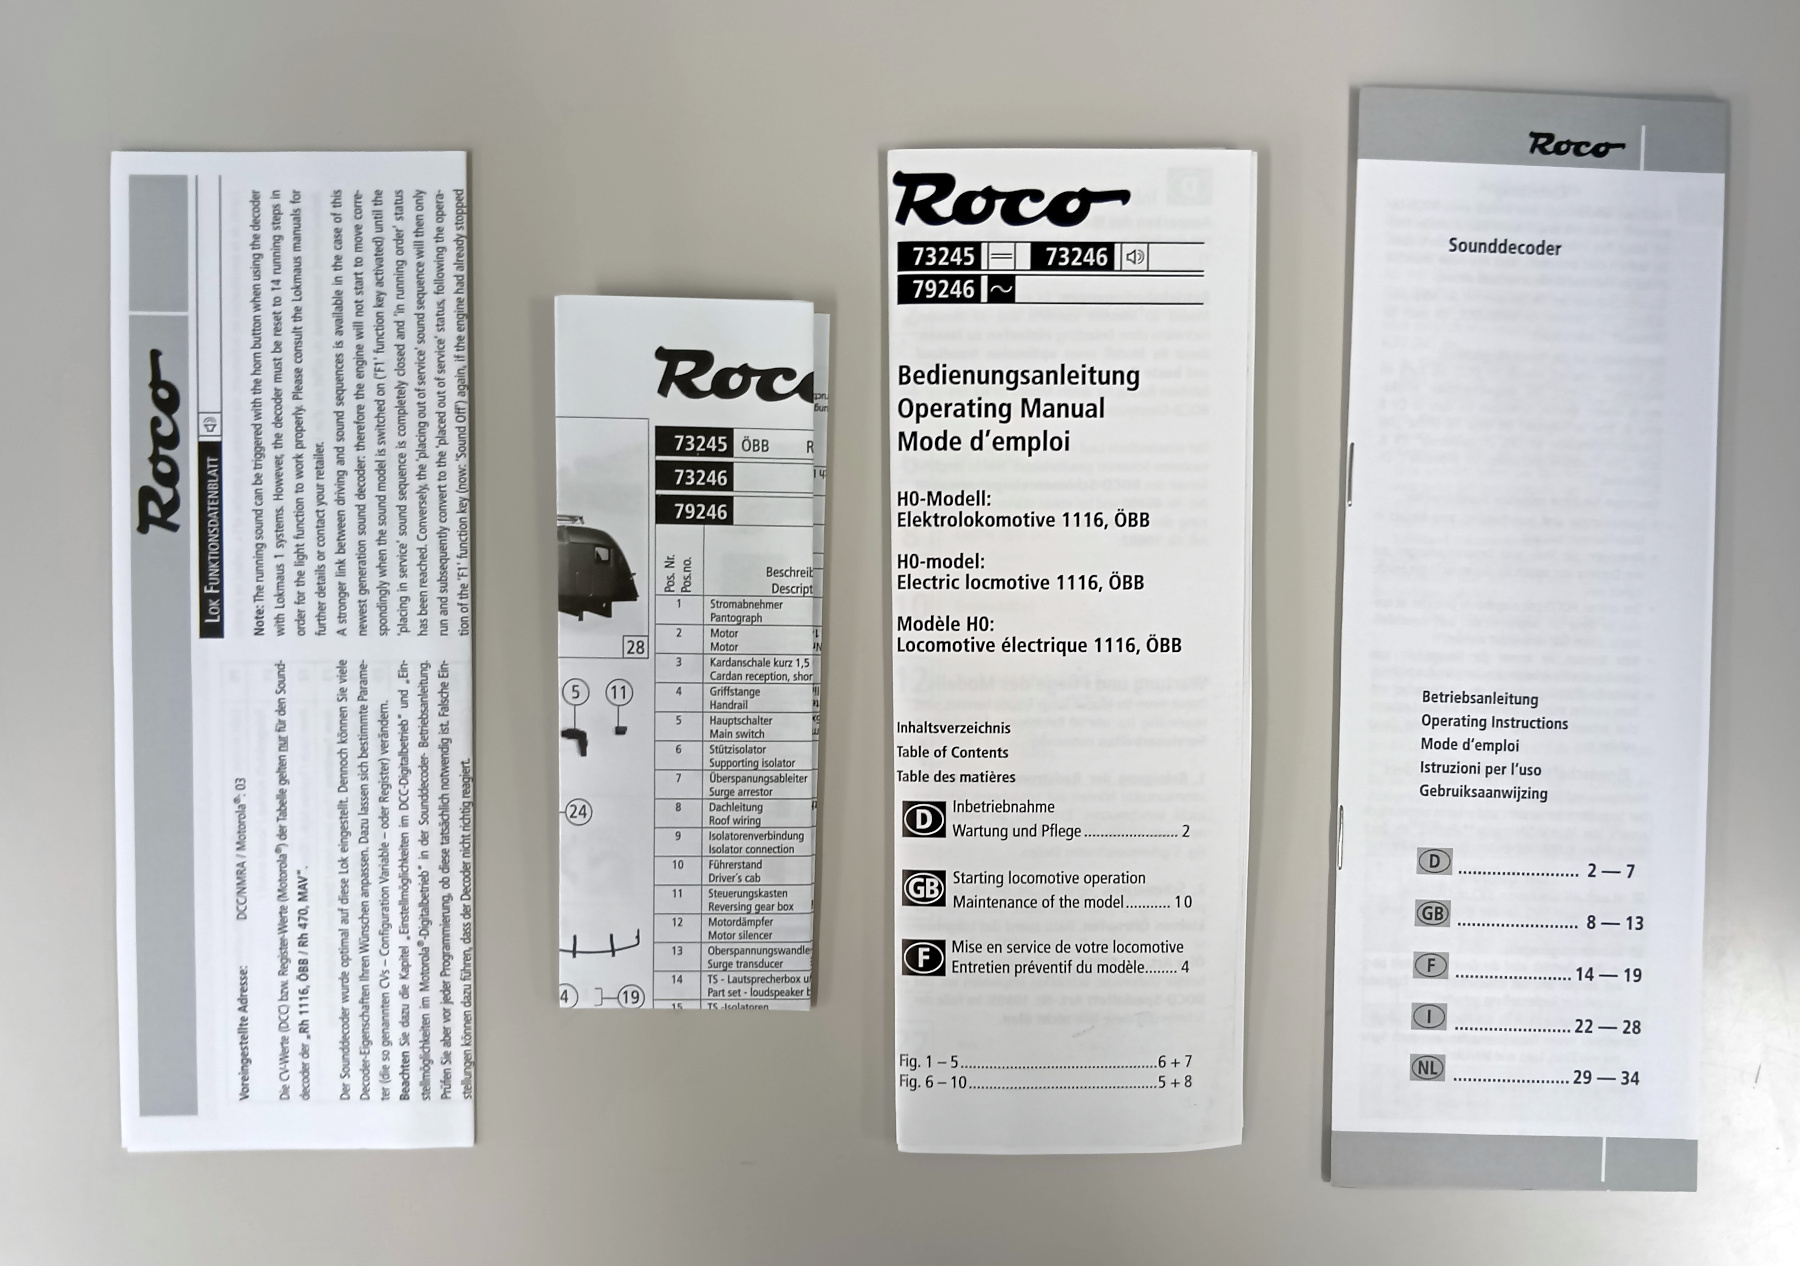 Roco
LOK FUNKTIONSDATENBLATT
Note: The running sound can be triggered with the horn button when using the decoder
with Lokmaus 1 systems. However, the decoder must be reset to 14 running steps in
order for the light function to work properly. Please consult the Lokmaus manuals for
further details or contact your retailer.
A stronger link between driving and sound sequences is available in the case of this
newest generation sound decoder: therefore the engine will not start to move corre-
spondingly when the sound model is switched on ('F1' function key activated) until the
'placing in service' sound sequence is completely closed and 'in running order' status
has been reached. Conversely, the 'placing out of service' sound sequence will then only
run and subsequently convert to the 'placed out of service' status, following the opera-
tion of the 'F1' function key (now: 'Sound Off') again, if the engine had already stopped
Voreingestellte Adresse: DCC/NMRA / Motorola®: 03
Die CV-Werte (DCC) bzw. Register-Werte (Motorola®) der Tabelle gelten nur für den Sound-
decoder der „Rh 1116, ÖBB / Rh 470, MAV".
Der Sounddecoder wurde optimal auf diese Lok eingestellt. Dennoch können Sie viele
Decoder-Eigenschaften Ihren Wünschen anpassen. Dazu lassen sich bestimmte Parame-
ter (die so genannten CVs – Configuration Variable – oder Register) verändern.
Beachten Sie dazu die Kapitel „Einstellmöglichkeiten im DCC-Digitalbetrieb" und „Ein-
stellmöglichkeiten im Motorola®-Digitalbetrieb" in der Sounddecoder- Betriebsanleitung.
Prüfen Sie aber vor jeder Programmierung, ob diese tatsächlich notwendig ist. Falsche Ein-
stellungen können dazu führen, dass der Decoder nicht richtig reagiert.
Roco
73245 ÖBB R
73246
79246
28
5 11
24
4 19
Pos. Nr.
Pos.no.
Beschreib
Descript
1 Stromabnehmer
Pantograph
2 Motor
Motor
3 Kardanschale kurz 1,5
Cardan reception, shor
4 Griffstange
Handrail
5 Hauptschalter
Main switch
6 Stützisolator
Supporting isolator
7 Überspanungsableiter
Surge arrestor
8 Dachleitung
Roof wiring
9 Isolatorenverbindung
Isolator connection
10 Führerstand
Driver's cab
11 Steuerungskasten
Reversing gear box
12 Motordämpfer
Motor silencer
13 Oberspannungswandle
Surge transducer
14 TS - Lautsprecherbox u
Part set - loudspeaker b
15 TS -Isolatoren
Roco
73245 73246
79246
Bedienungsanleitung
Operating Manual
Mode d'emploi
H0-Modell:
Elektrolokomotive 1116, ÖBB
H0-model:
Electric locmotive 1116, ÖBB
Modèle H0:
Locomotive électrique 1116, ÖBB
Inhaltsverzeichnis
Table of Contents
Table des matières
D Inbetriebnahme
Wartung und Pflege ...................... 2
GB Starting locomotive operation
Maintenance of the model.......... 10
F Mise en service de votre locomotive
Entretien préventif du modèle....... 4
Fig. 1 – 5..............................................6 + 7
Fig. 6 – 10............................................5 + 8
Roco
Sounddecoder
Betriebsanleitung
Operating Instructions
Mode d'emploi
Istruzioni per l'uso
Gebruiksaanwijzing
D ............................ 2 — 7
GB ............................ 8 — 13
F ........................... 14 — 19
I ........................... 22 — 28
NL ........................... 29 — 34